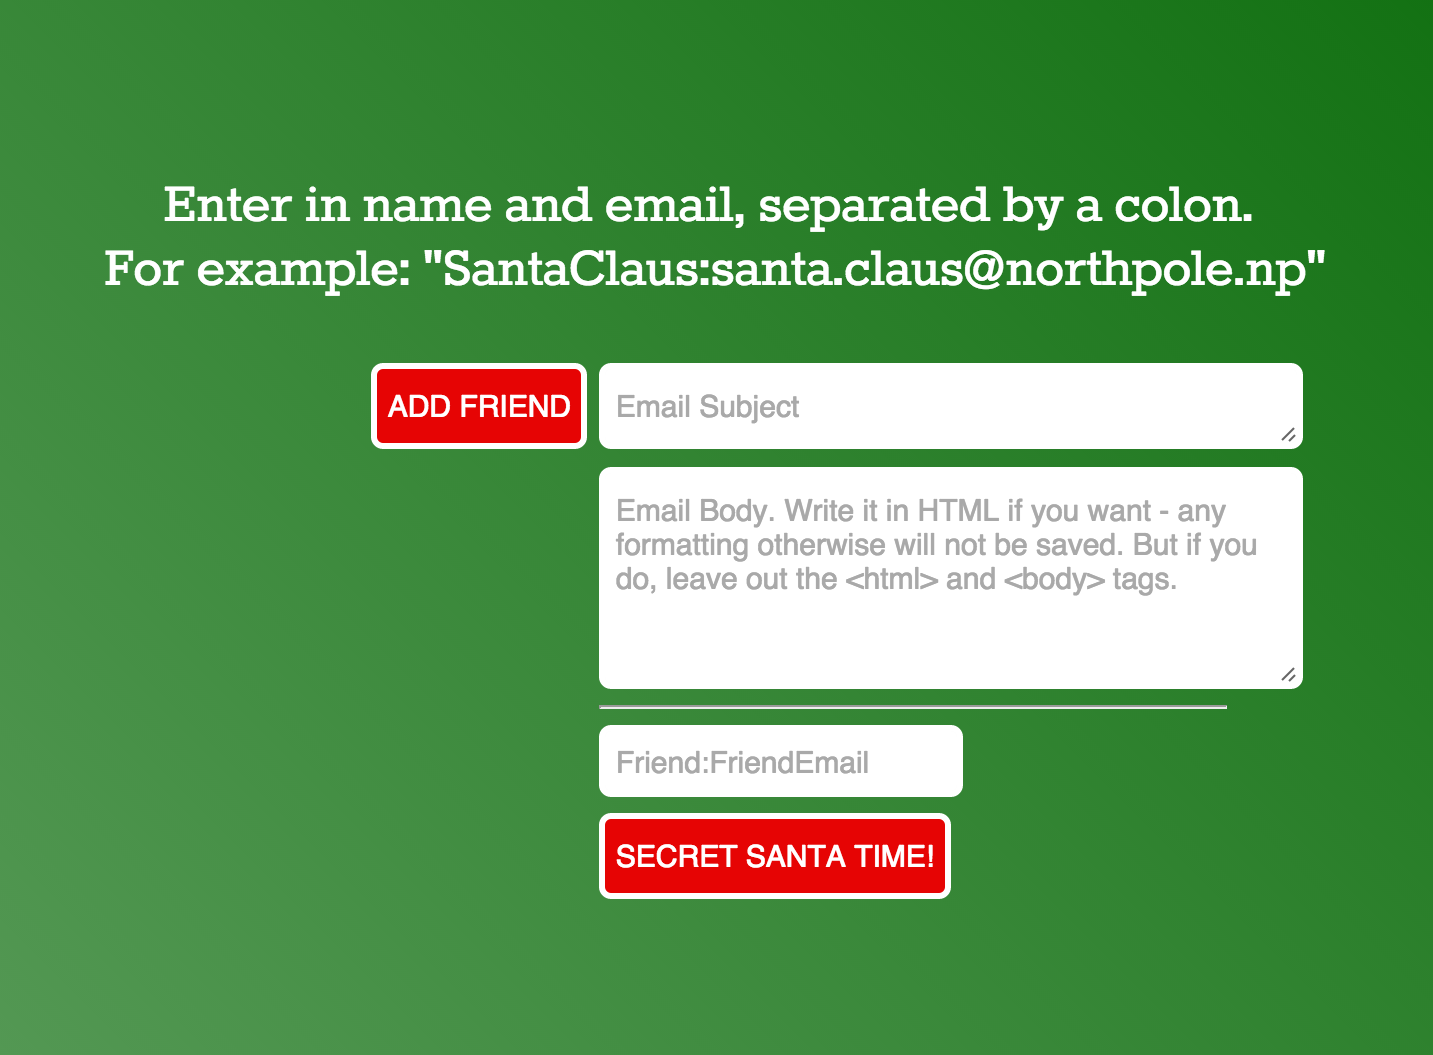 Enter in name and email, separated by a colon.
For example: "SantaClaus:santa.claus@northpole.np"
ADD FRIEND
Email Subject
Email Body. Write it in HTML if you want - any
formatting otherwise will not be saved. But if you
do, leave out the <html> and <body> tags.
Friend:FriendEmail
SECRET SANTA TIME!